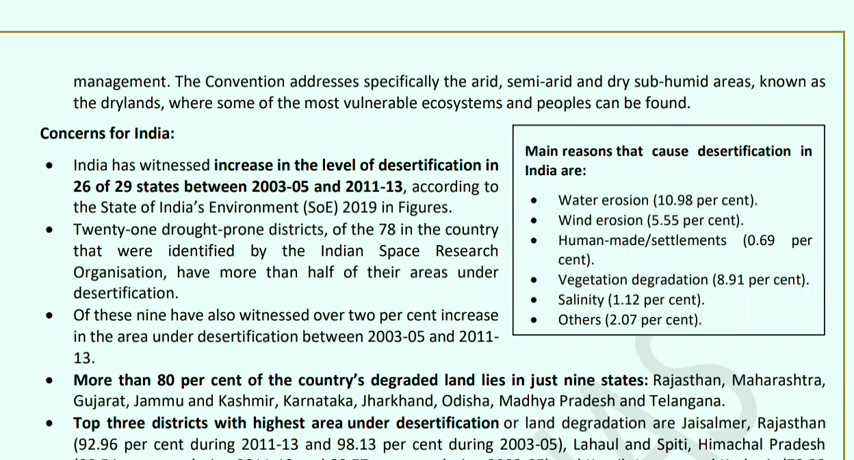 management. The Convention addresses specifically the arid, semi-arid and dry sub-humid areas, known as
the drylands, where some of the most vulnerable ecosystems and peoples can be found.
Concerns for India:
• India has witnessed increase in the level of desertification in
26 of 29 states between 2003-05 and 2011-13, according to
the State of India's Environment (SoE) 2019 in Figures.
• Twenty-one drought-prone districts, of the 78 in the country
that were identified by the Indian Space Research
Organisation, have more than half of their areas under
desertification.
• Of these nine have also witnessed over two per cent increase
in the area under desertification between 2003-05 and 2011-
13.
Main reasons that cause desertification in
India are:
• Water erosion (10.98 per cent).
• Wind erosion (5.55 per cent).
• Human-made/settlements (0.69 per
cent).
• Vegetation degradation (8.91 per cent).
• Salinity (1.12 per cent).
• Others (2.07 per cent).
• More than 80 per cent of the country's degraded land lies in just nine states: Rajasthan, Maharashtra,
Gujarat, Jammu and Kashmir, Karnataka, Jharkhand, Odisha, Madhya Pradesh and Telangana.
• Top three districts with highest area under desertification or land degradation are Jaisalmer, Rajasthan
(92.96 per cent during 2011-13 and 98.13 per cent during 2003-05), Lahaul and Spiti, Himachal Pradesh